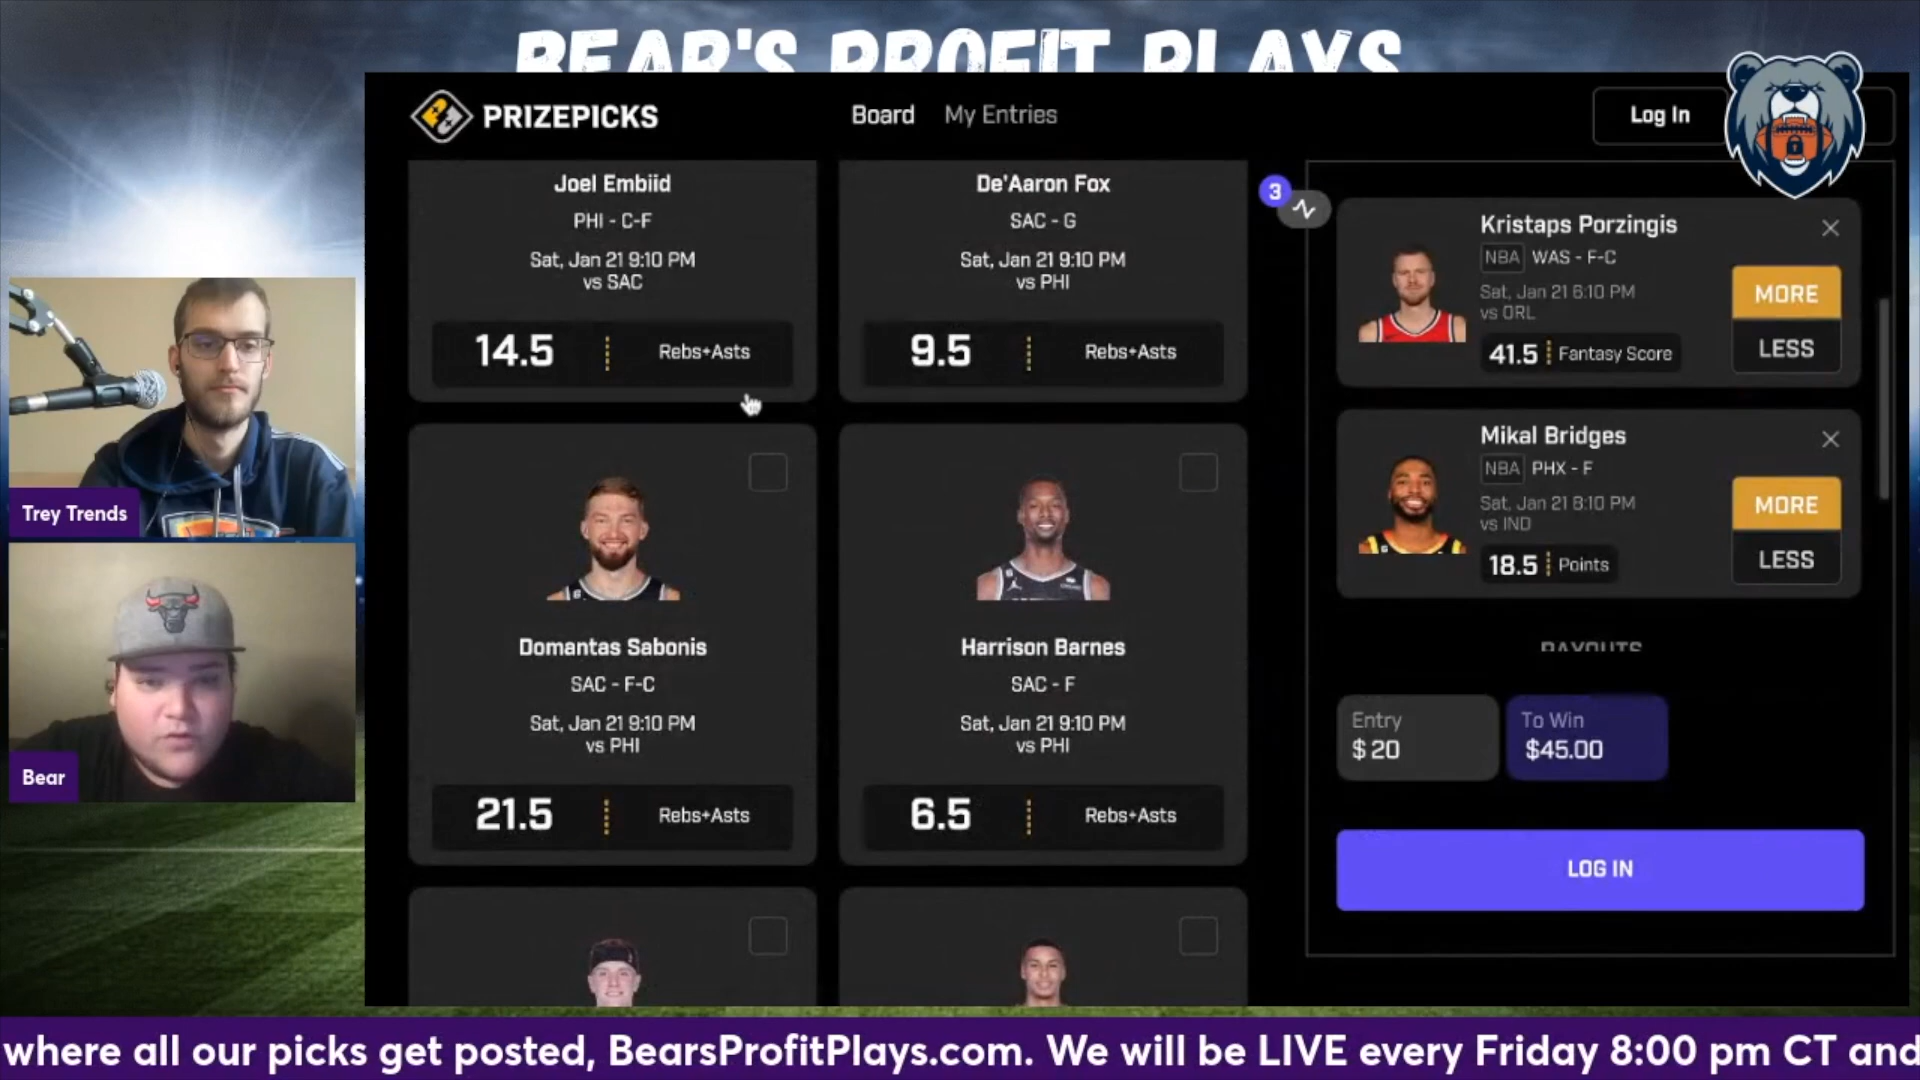 BEAR'S PROFIT PLAYS
PRIZEPICKS
Board
My Entries
Log In
Joel Embiid
PHI - C-F
Sat, Jan 21 9:10 PM
vs SAC
14.5
Rebs+Asts
De'Aaron Fox
SAC - G
Sat, Jan 21 9:10 PM
vs PHI
9.5
Rebs+Asts
Domantas Sabonis
SAC - F-C
Sat, Jan 21 9:10 PM
vs PHI
21.5
Rebs+Asts
Harrison Barnes
SAC - F
Sat, Jan 21 9:10 PM
vs PHI
6.5
Rebs+Asts
3
Kristaps Porzingis
NBA WAS - F-C
Sat, Jan 21 6:10 PM
vs ORL
41.5 Fantasy Score
MORE
LESS
Mikal Bridges
NBA PHX - F
Sat, Jan 21 8:10 PM
vs IND
18.5 Points
MORE
LESS
PAYOUTS
Entry
$ 20
To Win
$45.00
LOG IN
Trey Trends
Bear
where all our picks get posted, BearsProfitPlays.com. We will be LIVE every Friday 8:00 pm CT and